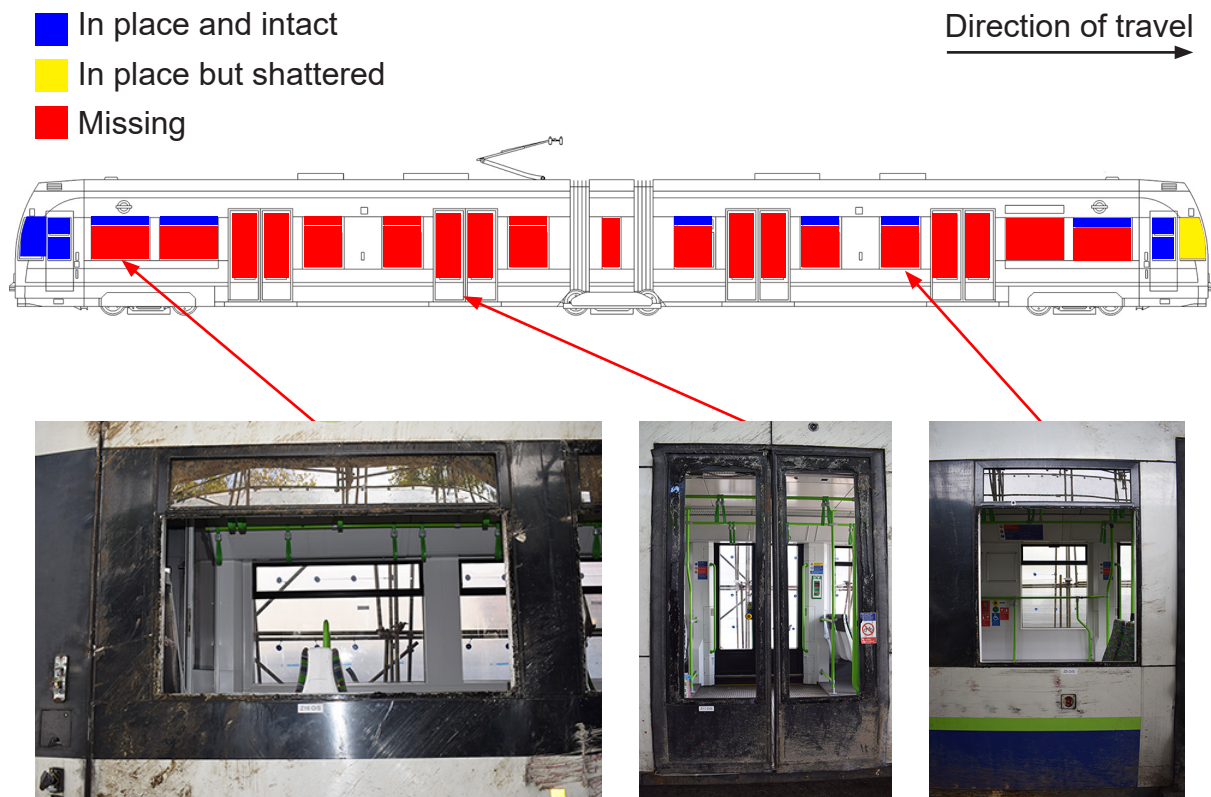 In place and intact
Direction of travel
In place but shattered
Missing